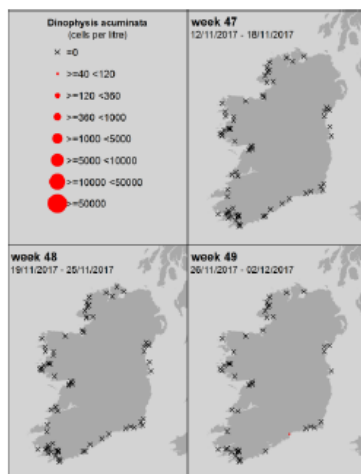 Dinophysis acuminata
(cells per litre)
=0
>=40 <120
>=120 <360
>=360 <1000
>=1000 <5000
>=5000 <10000
>=10000 <50000
>=50000
week 47
12/11/2017 - 18/11/2017
week 48
19/11/2017 - 25/11/2017
week 49
26/11/2017 - 02/12/2017